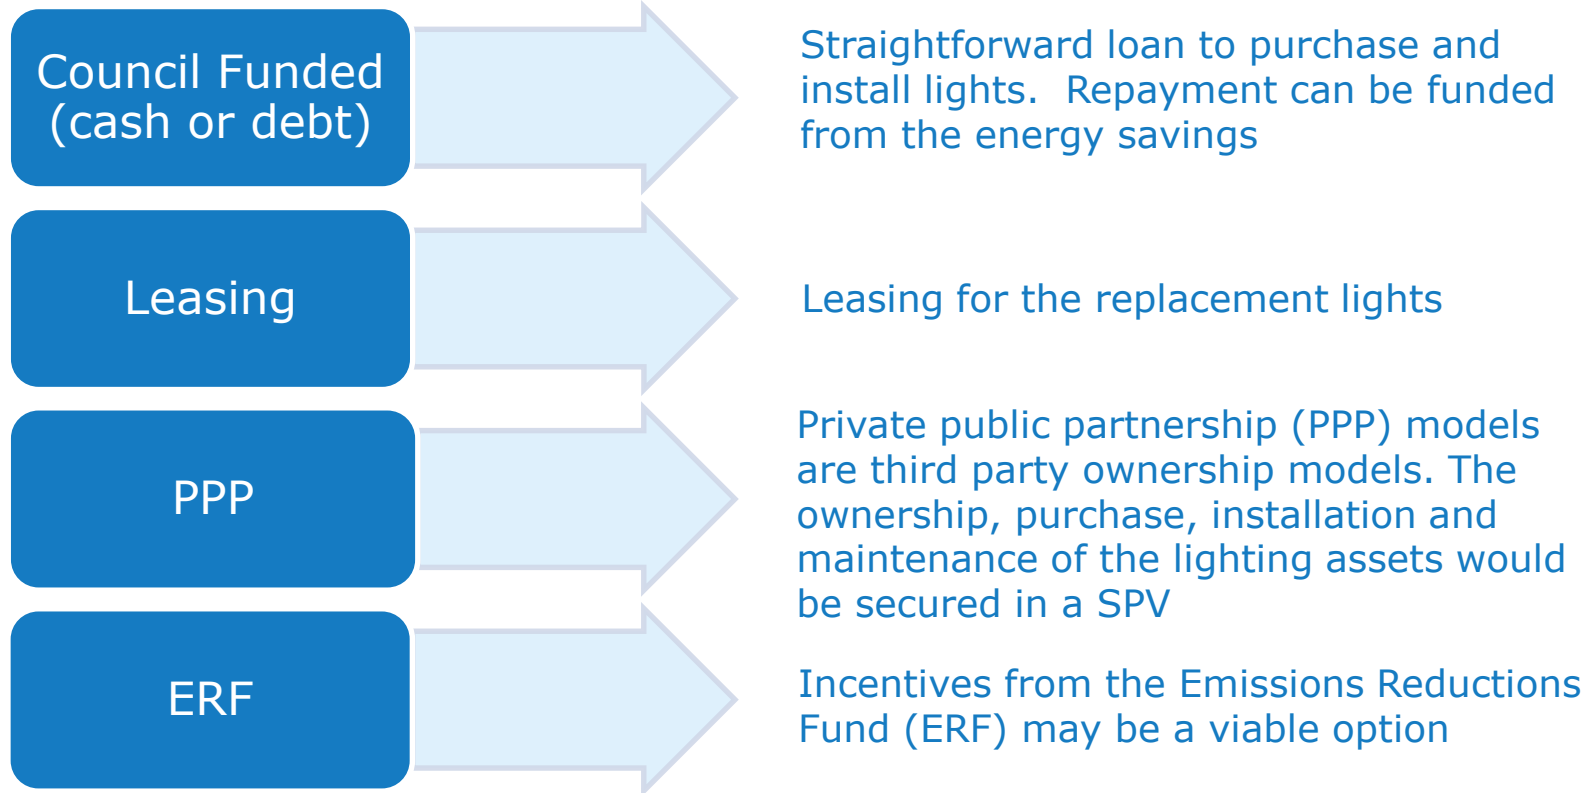 Council Funded
(cash or debt)
Straightforward loan to purchase and
install lights.  Repayment can be funded
from the energy savings
Leasing
Leasing for the replacement lights
PPP
Private public partnership (PPP) models
are third party ownership models. The
ownership, purchase, installation and
maintenance of the lighting assets would
be secured in a SPV
ERF
Incentives from the Emissions Reductions
Fund (ERF) may be a viable option